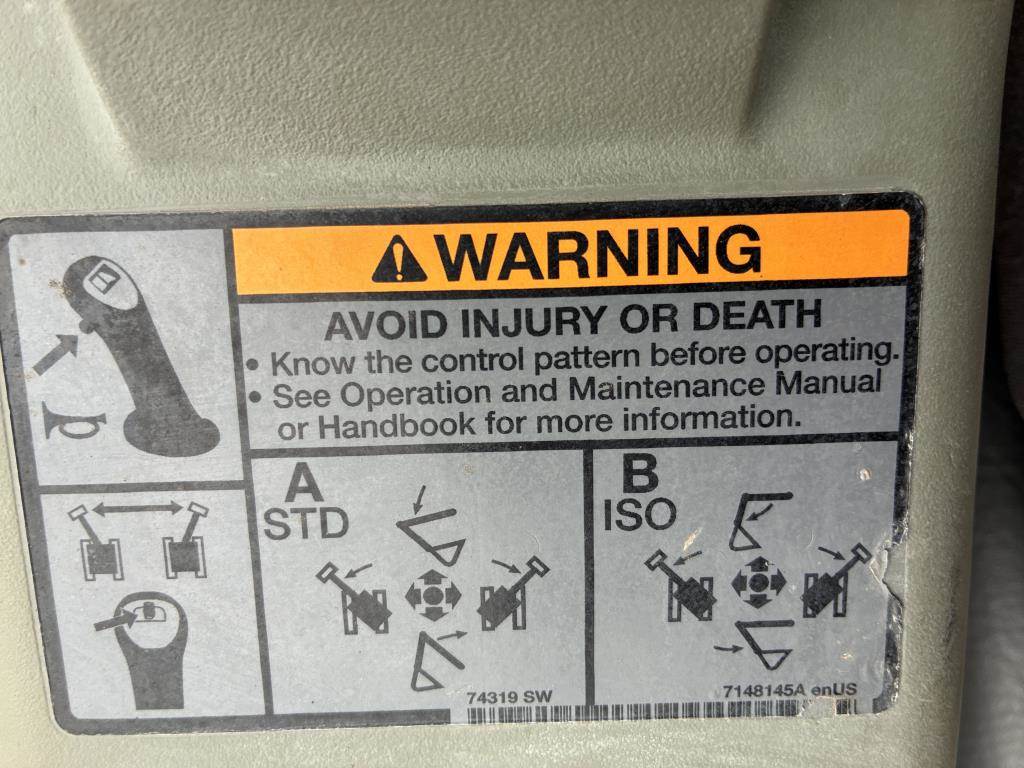 WARNING
AVOID INJURY OR DEATH
• Know the control pattern before operating.
• See Operation and Maintenance Manual
or Handbook for more information.
A
STD
B
ISO
74319 SW
7148145A enUS